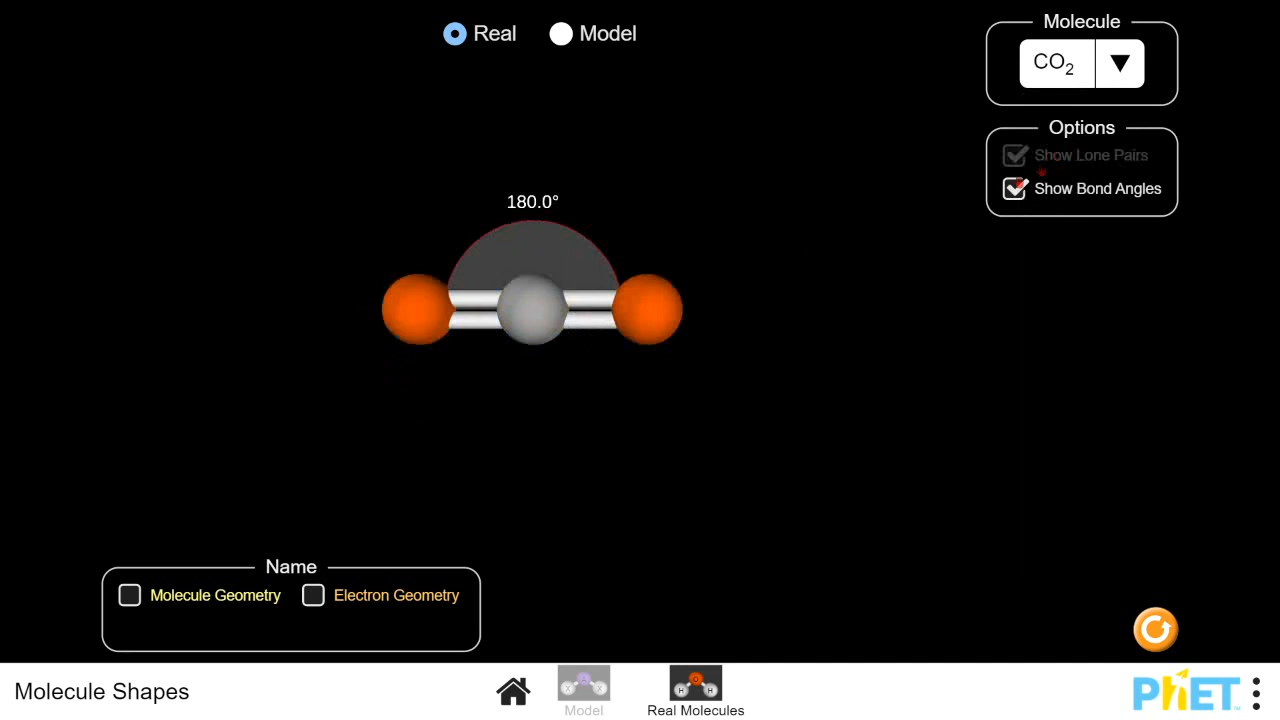 Real Model
Molecule
CO2
Options
Show Lone Pairs
Show Bond Angles
180.0°
Name
Molecule Geometry Electron Geometry
Molecule Shapes
Model
Real Molecules
H O H
PhET